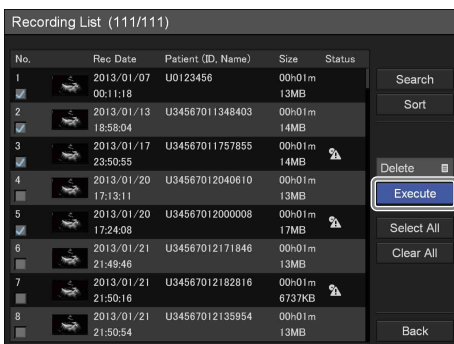 Recording List (111/111)
No. Rec Date Patient (ID, Name) Size Status
1 2013/01/07 U0123456 00h01m
00:11:18 13MB
2 2013/01/13 U34567011348403 00h01m
18:58:04 14MB
3 2013/01/17 U34567011757855 00h01m
23:50:55 14MB
4 2013/01/20 U34567012040610 00h01m
17:13:11 13MB
5 2013/01/20 U34567012000008 00h01m
17:24:08 17MB
6 2013/01/21 U34567012171846 00h01m
21:49:46 13MB
7 2013/01/21 U34567012182816 00h01m
21:50:16 6737KB
8 2013/01/21 U34567012135954 00h01m
21:50:54 13MB
Search
Sort
Delete
Execute
Select All
Clear All
Back